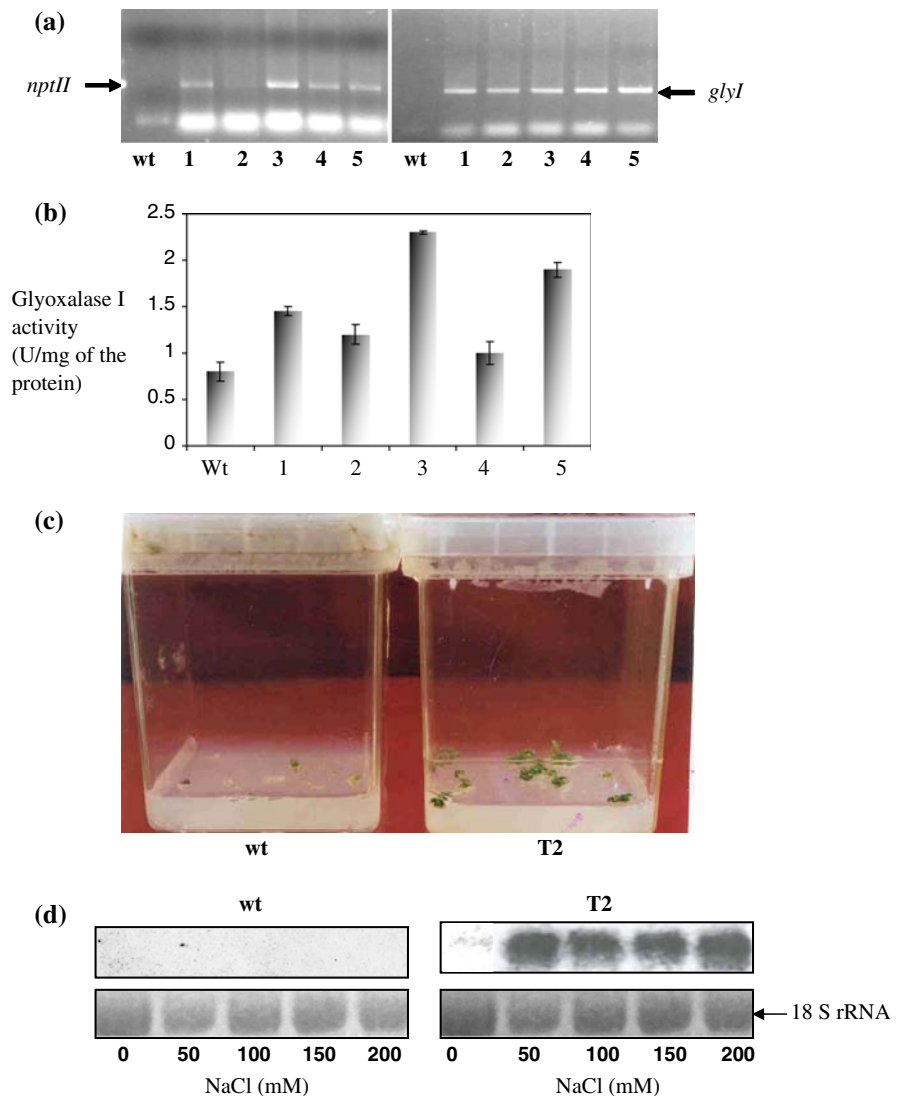 (a)
nptII
glyI
wt 1 2 3 4 5 wt 1 2 3 4 5
(b)
2.5
2
1.5
1
0.5
0
Glyoxalase I
activity
(U/mg of the
protein)
Wt 1 2 3 4 5
(c)
wt T2
(d)
wt T2
18 S rRNA
0 50 100 150 200 0 50 100 150 200
NaCl (mM) NaCl (mM)